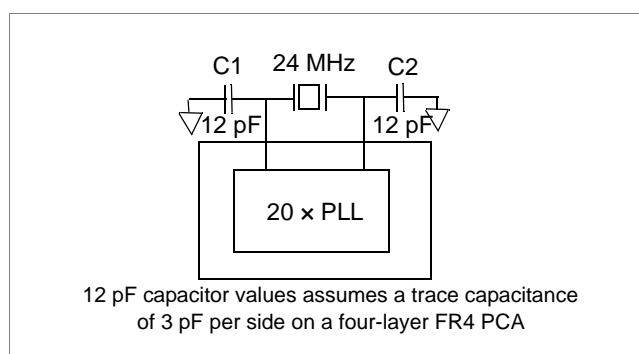 C1 24 MHz C2
12 pF 12 pF
20 × PLL
12 pF capacitor values assumes a trace capacitance
of 3 pF per side on a four-layer FR4 PCA